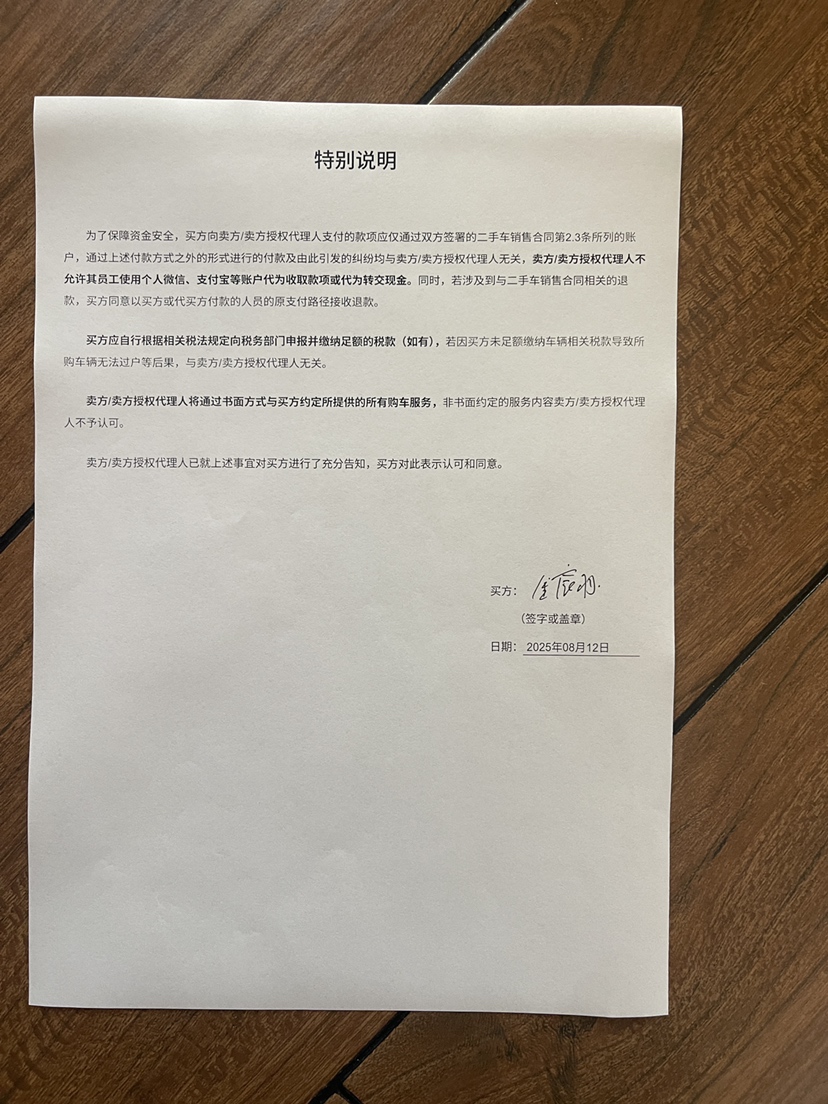 特别说明
为了保障资金安全，买方向卖方/卖方授权代理人支付的款项应仅通过双方签署的二手车销售合同第2.3条所列的账
户，通过上述付款方式之外的形式进行的付款及由此引发的纠纷均与卖方/卖方授权代理人无关，卖方/卖方授权代理人不
允许其员工使用个人微信、支付宝等账户代为收取款项或代为转交现金。同时，若涉及到与二手车销售合同相关的退
款，买方同意以买方或代买方付款的人员的原支付路径接收退款。
买方应自行根据相关税法规定向税务部门申报并缴纳足额的税款（如有），若因买方未足额缴纳车辆相关税款导致所
购车辆无法过户等后果，与卖方/卖方授权代理人无关。
卖方/卖方授权代理人将通过书面方式与买方约定所提供的所有购车服务，非书面约定的服务内容卖方/卖方授权代理
人不予认可。
卖方/卖方授权代理人已就上述事宜对买方进行了充分告知，买方对此表示认可和同意。
买方：
（签字或盖章）
日期：2025年08月12日